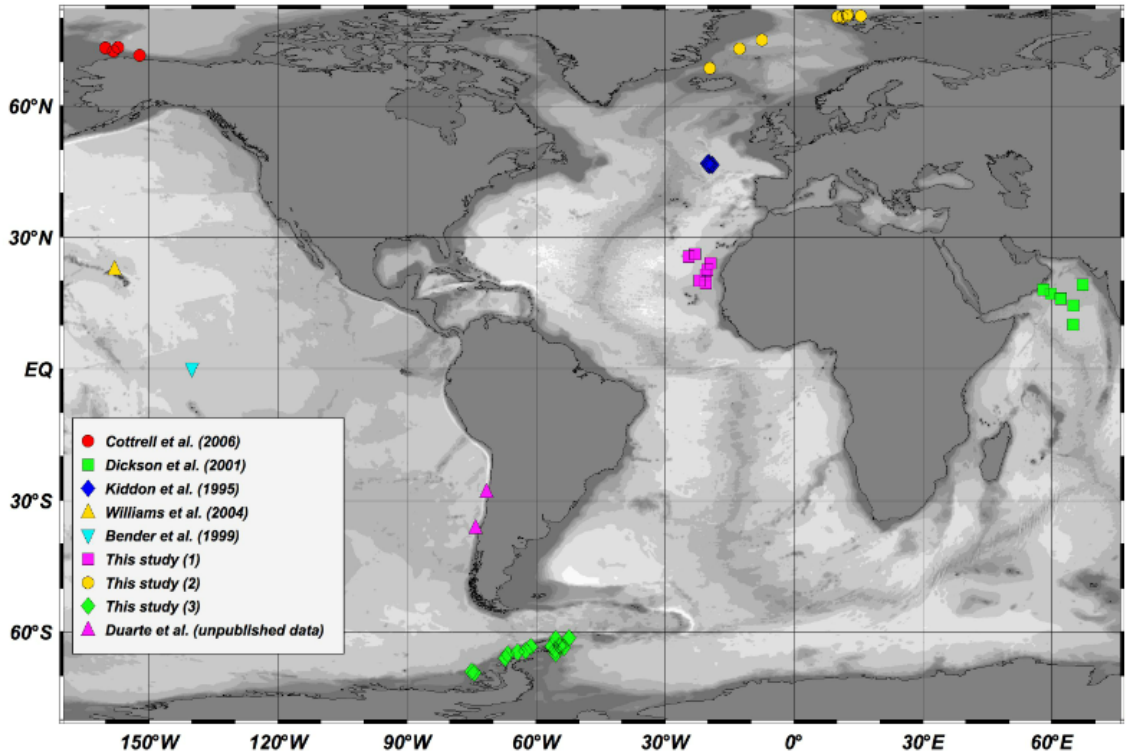 60°N
30°N
EQ
30°S
60°S
Cottrell et al. (2006)
Dickson et al. (2001)
Kiddon et al. (1995)
Williams et al. (2004)
Bender et al. (1999)
This study (1)
This study (2)
This study (3)
Duarte et al. (unpublished data)
150°W 120°W 90°W 60°W 30°W 0° 30°E 60°E